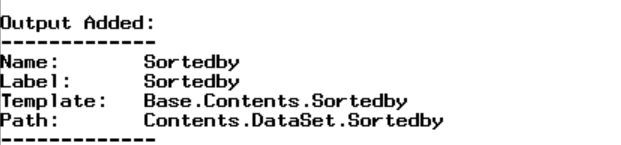 Output Added:
-------------
Name:       Sortedby
Label:      Sortedby
Template:   Base.Contents.Sortedby
Path:       Contents.DataSet.Sortedby
-------------